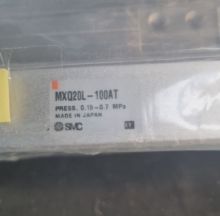 MXQ20L-100AT
PRESS. 0.15-0.7 MPa
MADE IN JAPAN
SMC